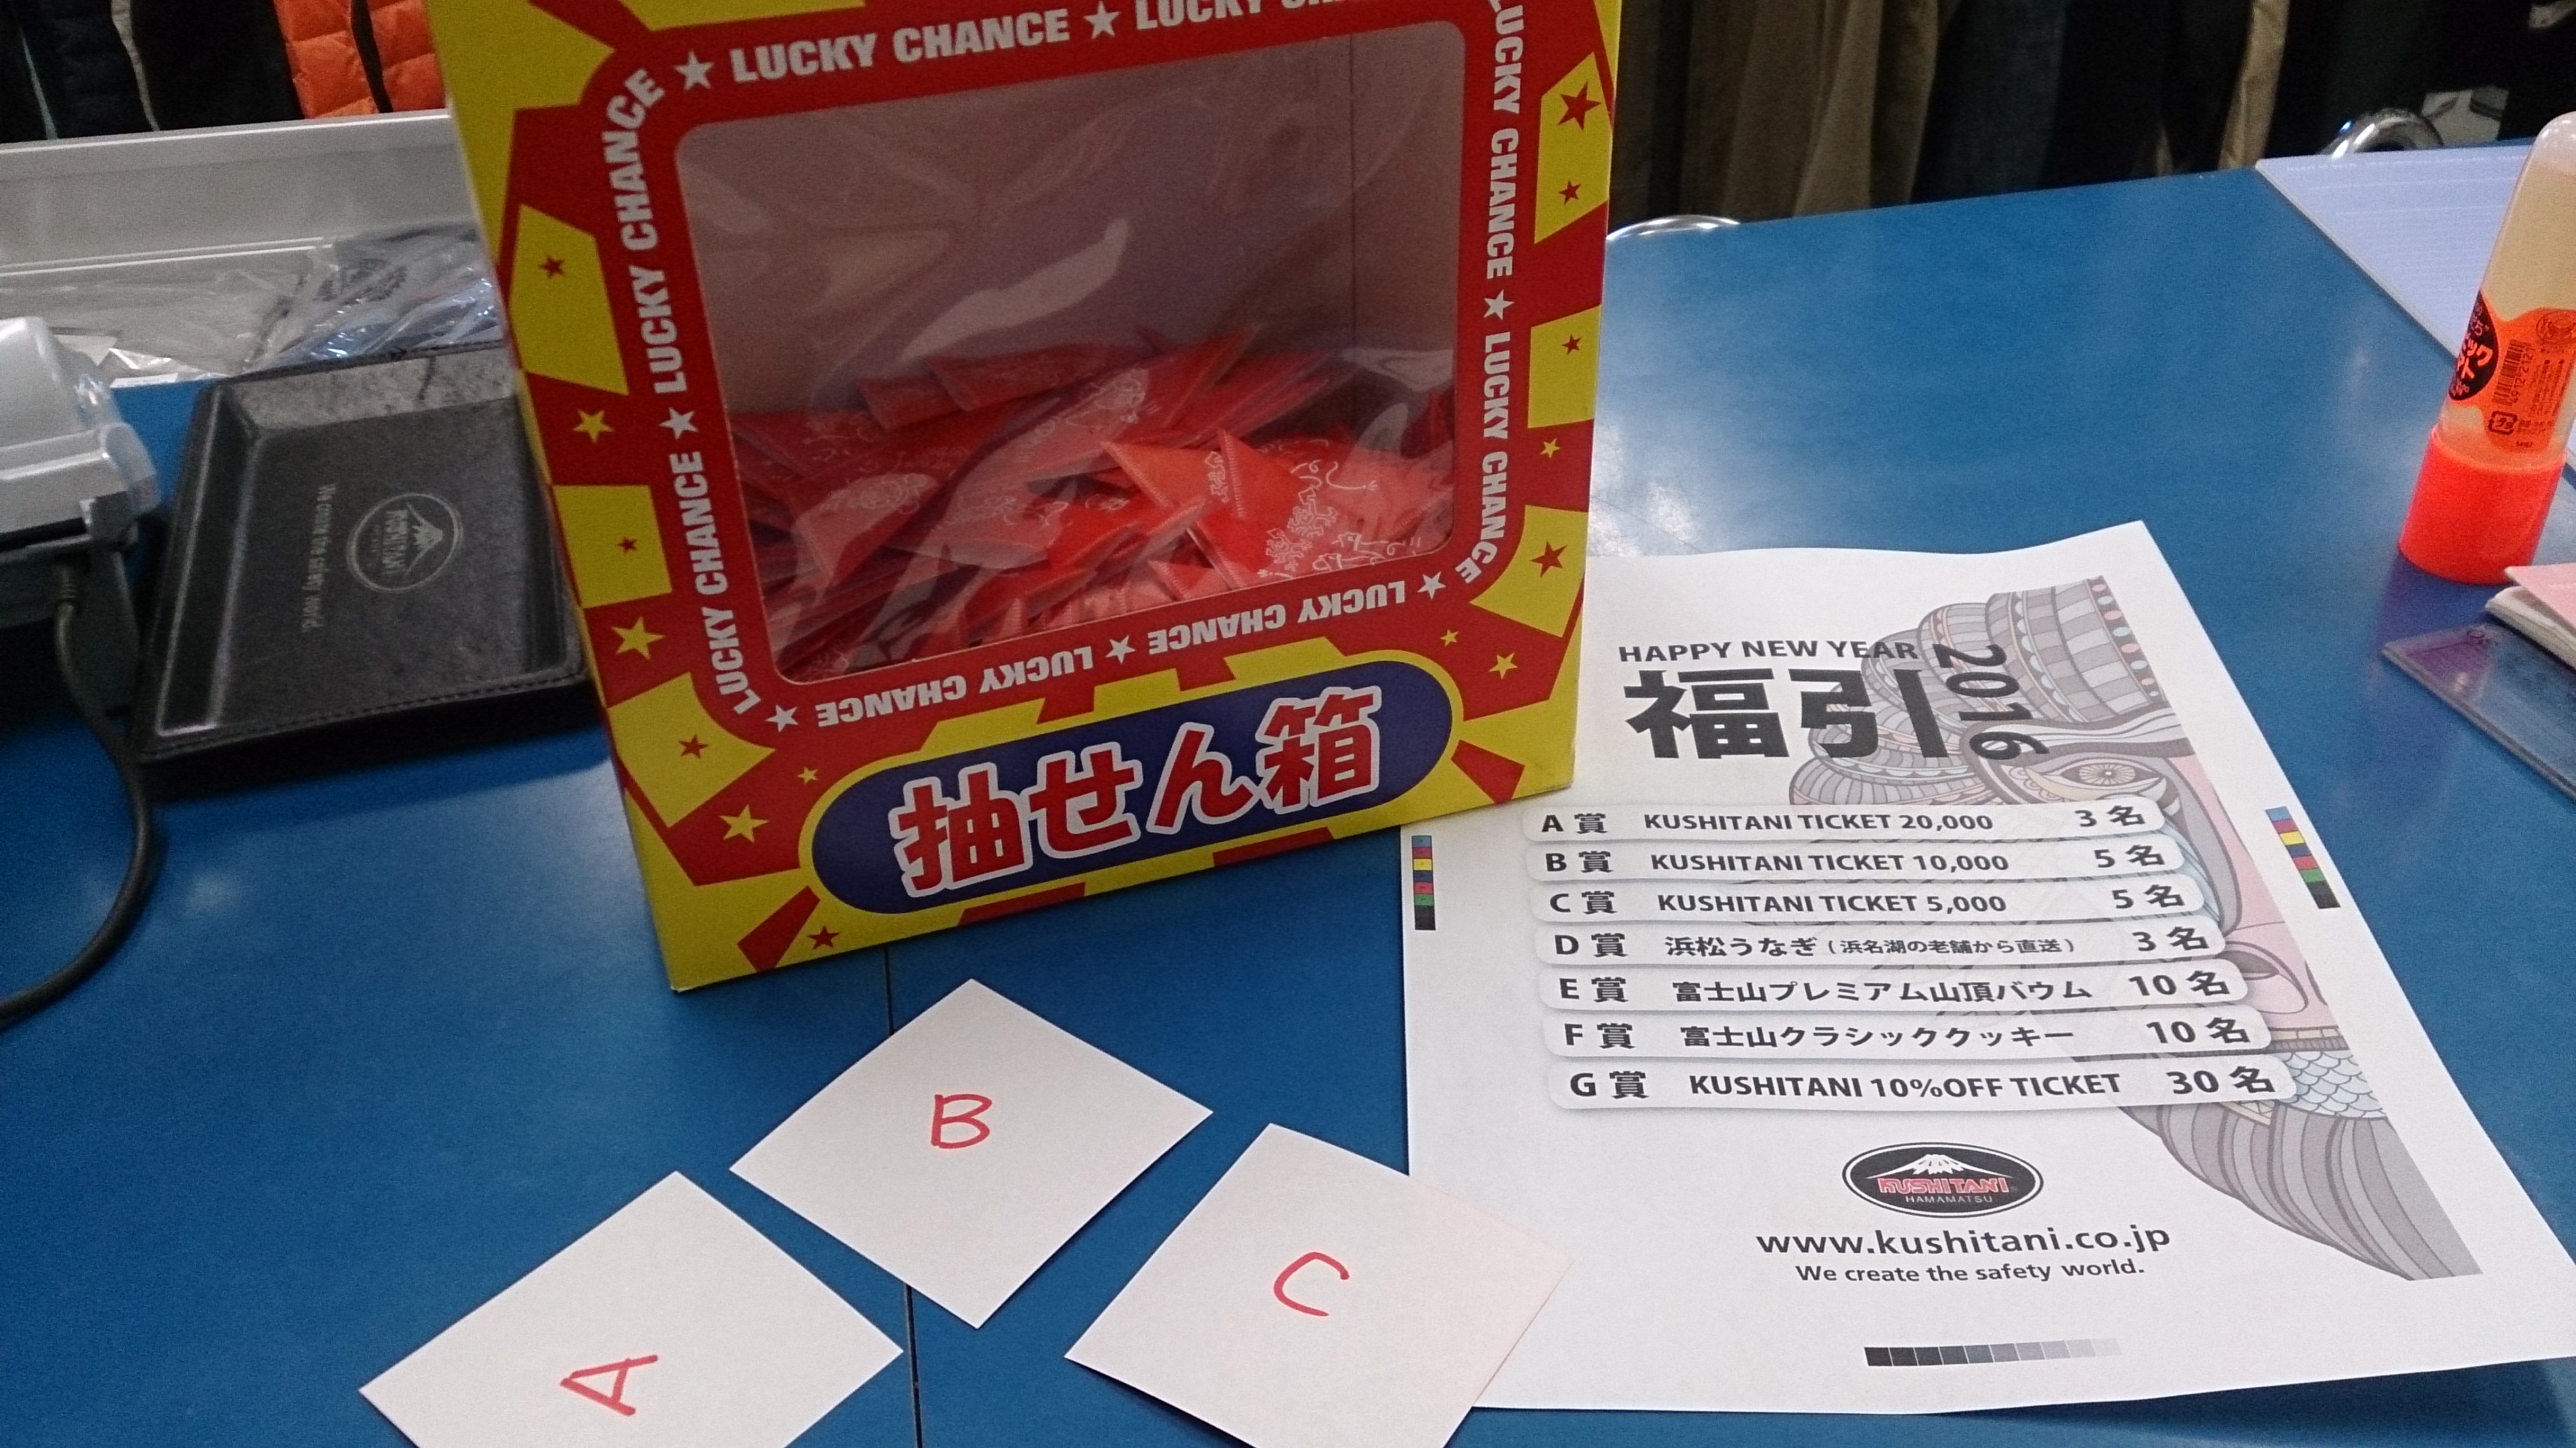 LUCKY CHANCE ★ LUCKY
LUCKY CHANCE ★ LUCKY CHANCE
LUCKY CHANCE ★ LUCKY CHANCE
LUCKY CHANCE ★ LUCKY CHANCE
抽せん箱
We create the safety world.
KUSHITANI
HAPPY NEW YEAR
福引
2016
A賞 KUSHITANI TICKET 20,000 3名
B賞 KUSHITANI TICKET 10,000 5名
C賞 KUSHITANI TICKET 5,000 5名
D賞 浜松うなぎ(浜名湖の老舗から直送) 3名
E賞 富士山プレミアム山頂バウム 10名
F賞 富士山クラシッククッキー 10名
G賞 KUSHITANI 10%OFF TICKET 30名
KUSHITANI
HAMAMATSU
www.kushitani.co.jp
We create the safety world.
B
C
A